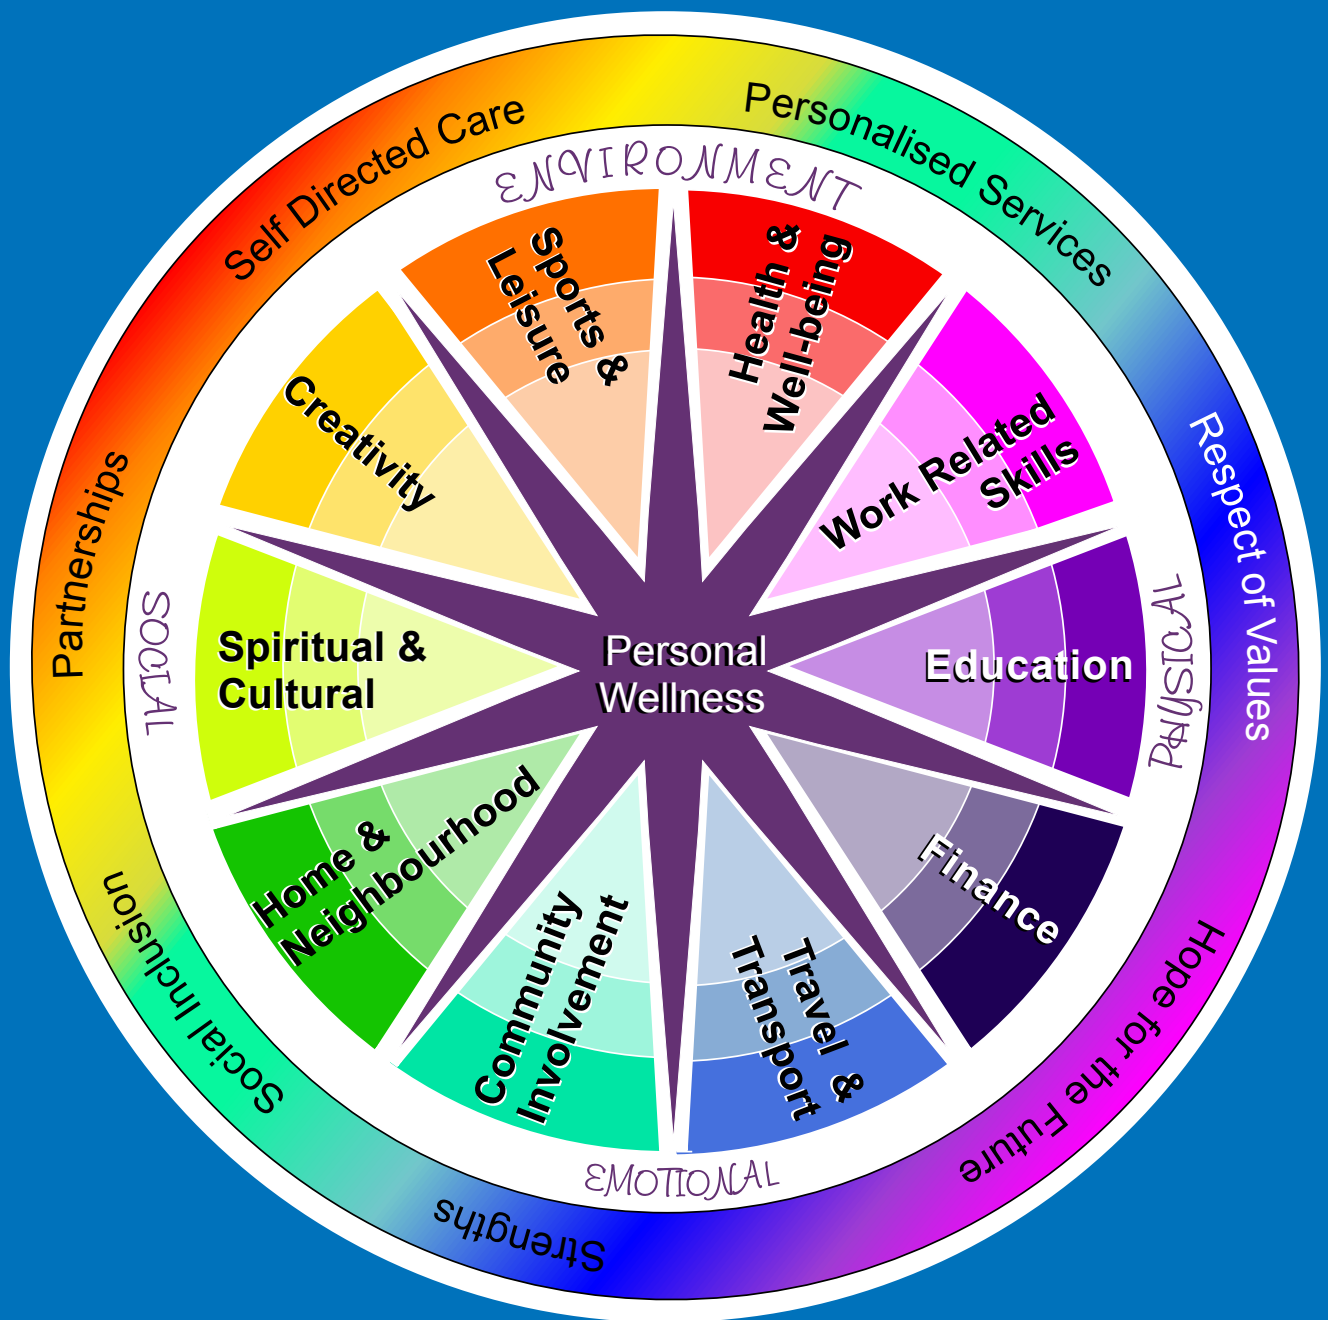 Self Directed Care
Personalised Services
Respect of Values
Hope for the Future
Strengths
Social Inclusion
Partnerships
ENVIRONMENT
PHYSICAL
EMOTIONAL
SOCIAL
Health &
Well-being
Work Related
Skills
Education
Finance
Travel &
Transport
Community
Involvement
Home &
Neighbourhood
Spiritual &
Cultural
Creativity
Sports &
Leisure
Personal
Wellness